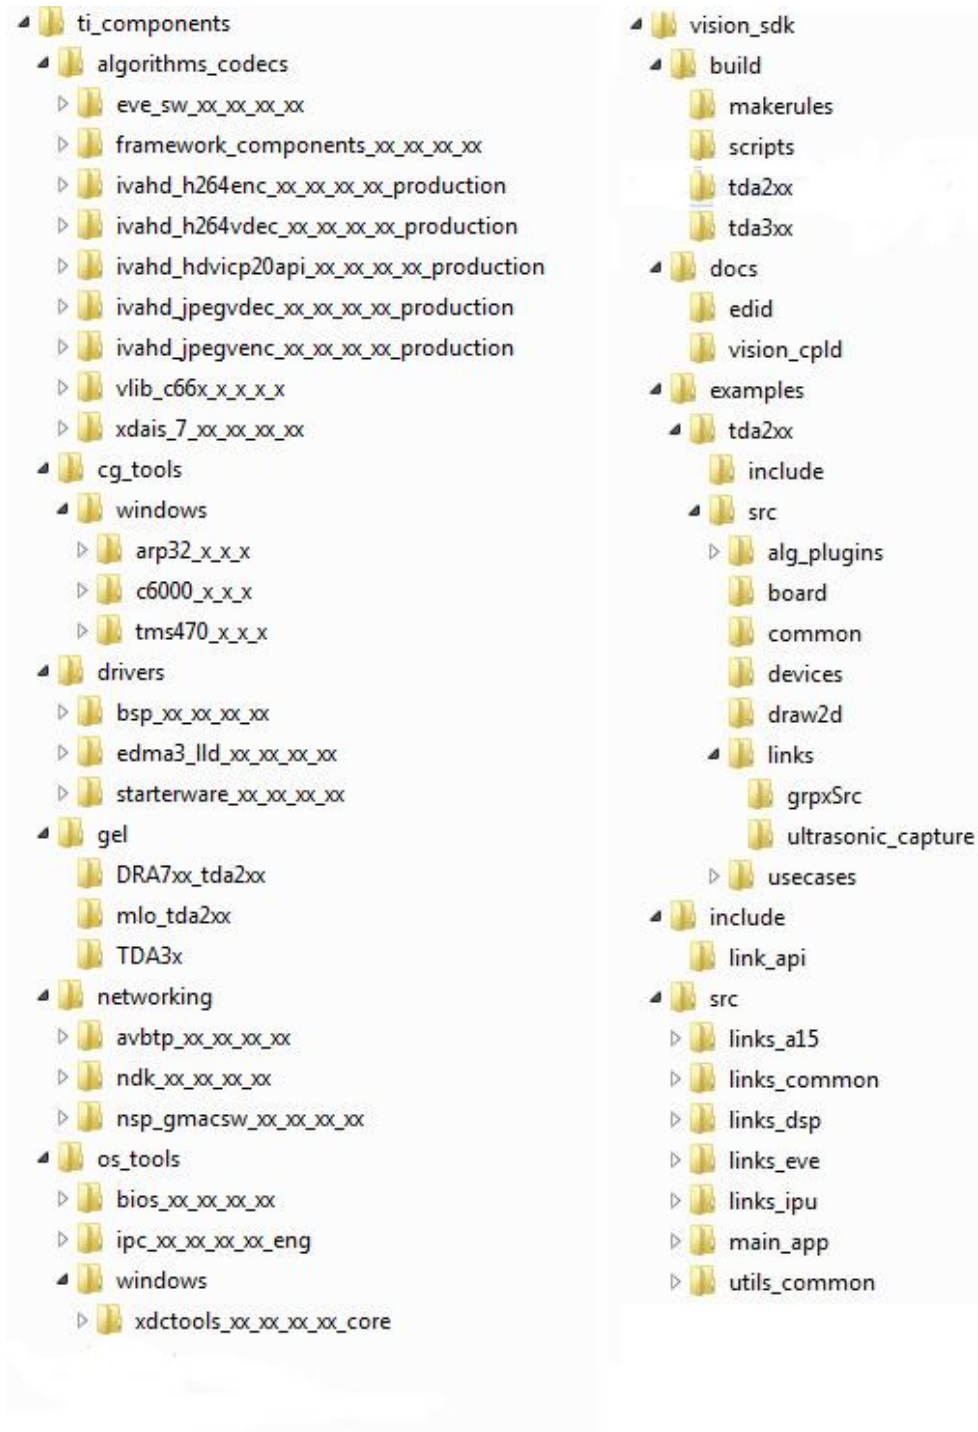 ti_components
algorithms_codecs
eve_sw_xx_xx_xx_xx
framework_components_xx_xx_xx_xx
ivahd_h264enc_xx_xx_xx_xx_production
ivahd_h264vdec_xx_xx_xx_xx_production
ivahd_hdvicp20api_xx_xx_xx_xx_production
ivahd_jpegvdec_xx_xx_xx_xx_production
ivahd_jpegvenc_xx_xx_xx_xx_production
vlib_c66x_x_x_x_x
xdais_7_xx_xx_xx_xx
cg_tools
windows
arp32_x_x_x
c6000_x_x_x
tms470_x_x_x
drivers
bsp_xx_xx_xx_xx
edma3_lld_xx_xx_xx_xx
starterware_xx_xx_xx_xx
gel
DRA7xx_tda2xx
mlo_tda2xx
TDA3x
networking
avbtp_xx_xx_xx_xx
ndk_xx_xx_xx_xx
nsp_gmacsw_xx_xx_xx_xx
os_tools
bios_xx_xx_xx_xx
ipc_xx_xx_xx_xx_eng
windows
xdctools_xx_xx_xx_xx_core
vision_sdk
build
makerules
scripts
tda2xx
tda3xx
docs
edid
vision_cpld
examples
tda2xx
include
src
alg_plugins
board
common
devices
draw2d
links
grpxSrc
ultrasonic_capture
usecases
include
link_api
src
links_a15
links_common
links_dsp
links_eve
links_ipu
main_app
utils_common